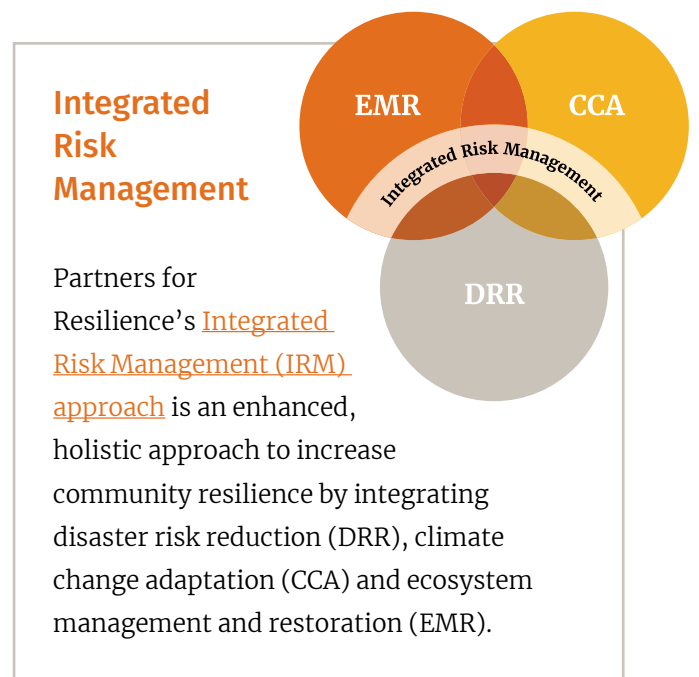 EMR
CCA
Integrated Risk Management
DRR
Integrated
Risk
Management
Partners for
Resilience’s Integrated
Risk Management (IRM)
approach is an enhanced,
holistic approach to increase
community resilience by integrating
disaster risk reduction (DRR), climate
change adaptation (CCA) and ecosystem
management and restoration (EMR).